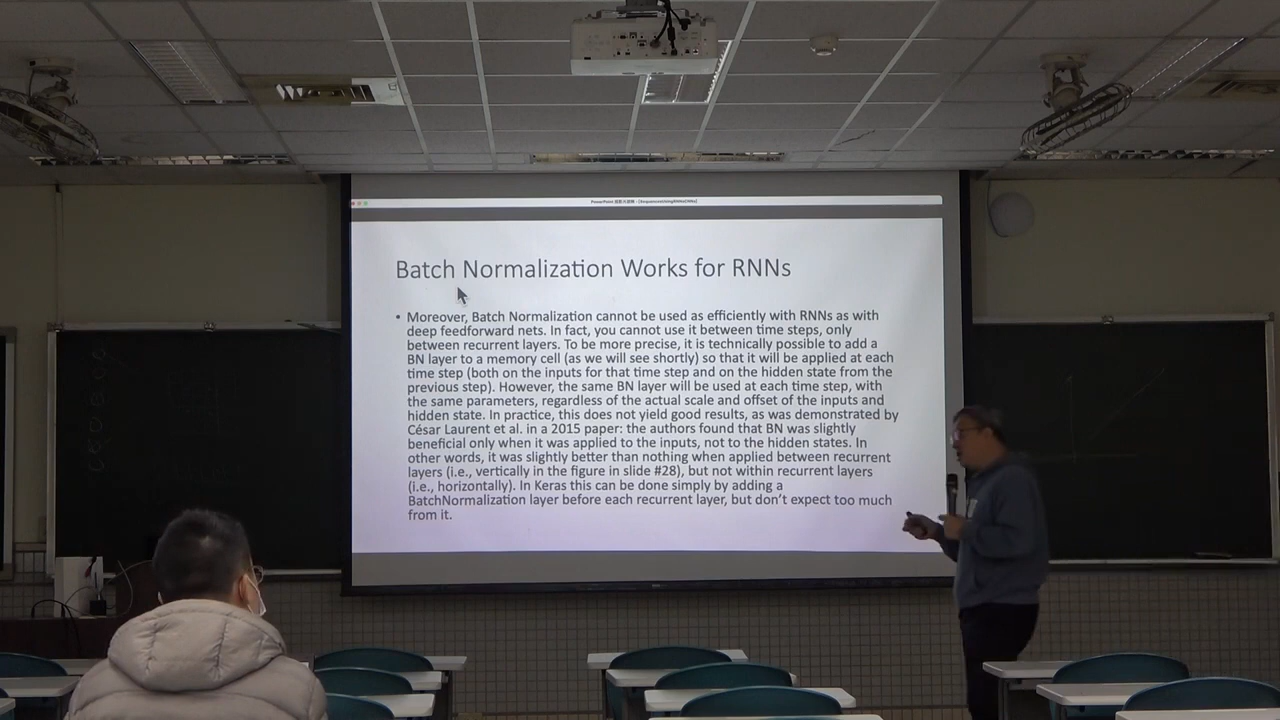 Batch Normalization Works for RNNs
• Moreover, Batch Normalization cannot be used as efficiently with RNNs as with
deep feedforward nets. In fact, you cannot use it between time steps, only
between recurrent layers. To be more precise, it is technically possible to add a
BN layer to a memory cell (as we will see shortly) so that it will be applied at each
time step (both on the inputs for that time step and on the hidden state from the
previous step). However, the same BN layer will be used at each time step, with
the same parameters, regardless of the actual scale and offset of the inputs and
hidden state. In practice, this does not yield good results, as was demonstrated by
César Laurent et al. in a 2015 paper: the authors found that BN was slightly
beneficial only when it was applied to the inputs, not to the hidden states. In
other words, it was slightly better than nothing when applied between recurrent
layers (i.e., vertically in the figure in slide #28), but not within recurrent layers
(i.e., horizontally). In Keras this can be done simply by adding a
BatchNormalization layer before each recurrent layer, but don't expect too much
from it.